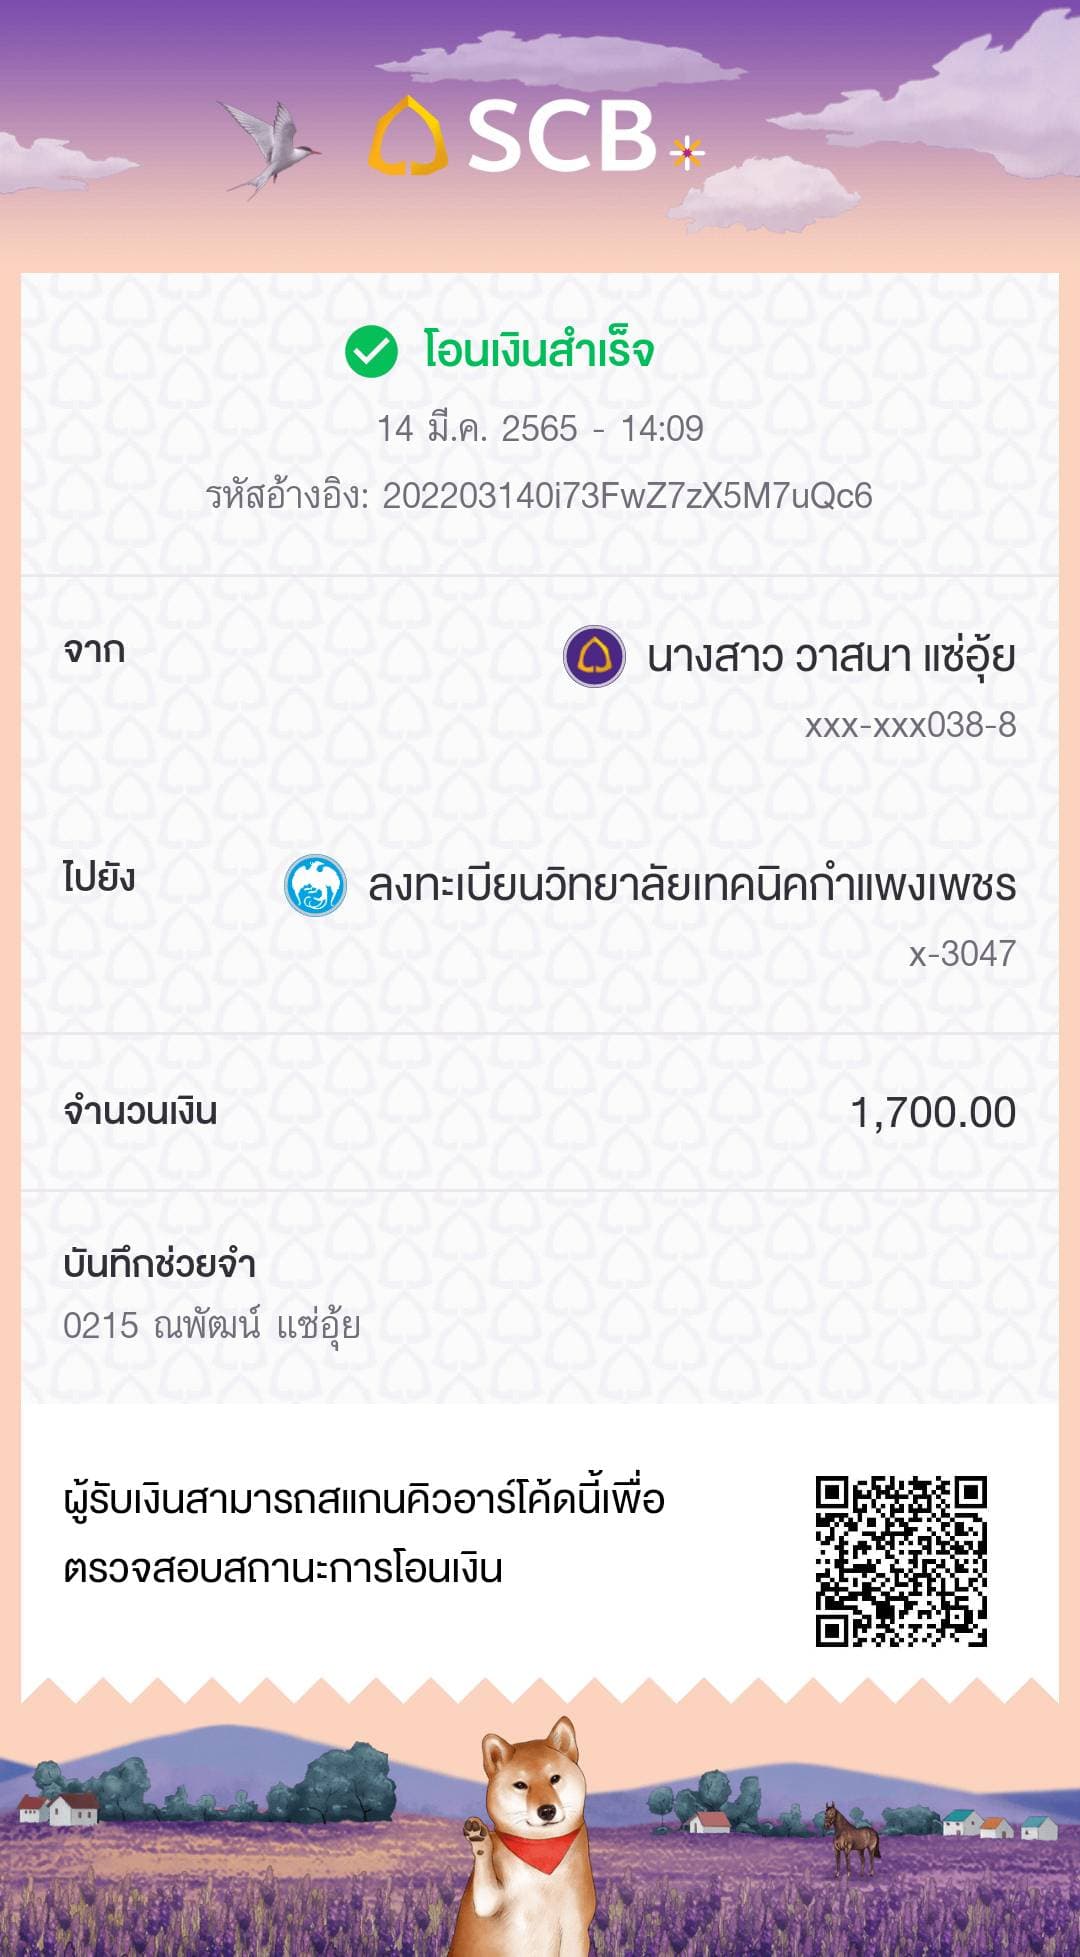 SCB
โอนเงินสำเร็จ
14 มี.ค. 2565 - 14:09
รหัสอ้างอิง: 202203140i73FwZ7zX5M7uQc6
จาก
นางสาว วาสนา แซ่อุ้ย
xxx-xxx038-8
ไปยัง
ลงทะเบียนวิทยาลัยเทคนิคกำแพงเพชร
x-3047
จำนวนเงิน
1,700.00
บันทึกช่วยจำ
0215 ณพัฒน์ แซ่อุ้ย
ผู้รับเงินสามารถสแกนคิวอาร์โค้ดนี้เพื่อ
ตรวจสอบสถานะการโอนเงิน